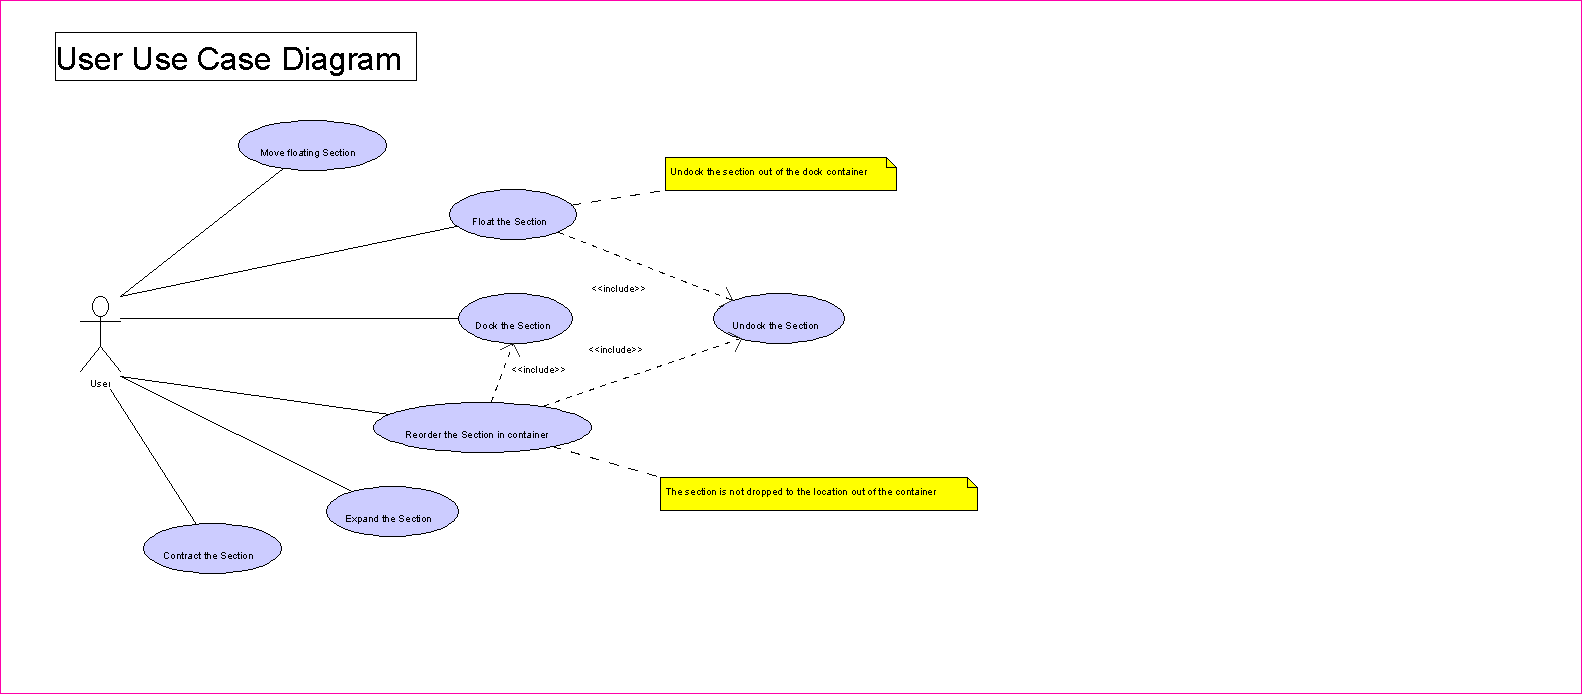 User Use Case Diagram
Move floating Section
Undock the section out of the dock container
Float the Section
<<include>>
Dock the Section
Undock the Section
<<include>>
<<include>>
User
Reorder the Section in container
The section is not dropped to the location out of the container
Expand the Section
Contract the Section